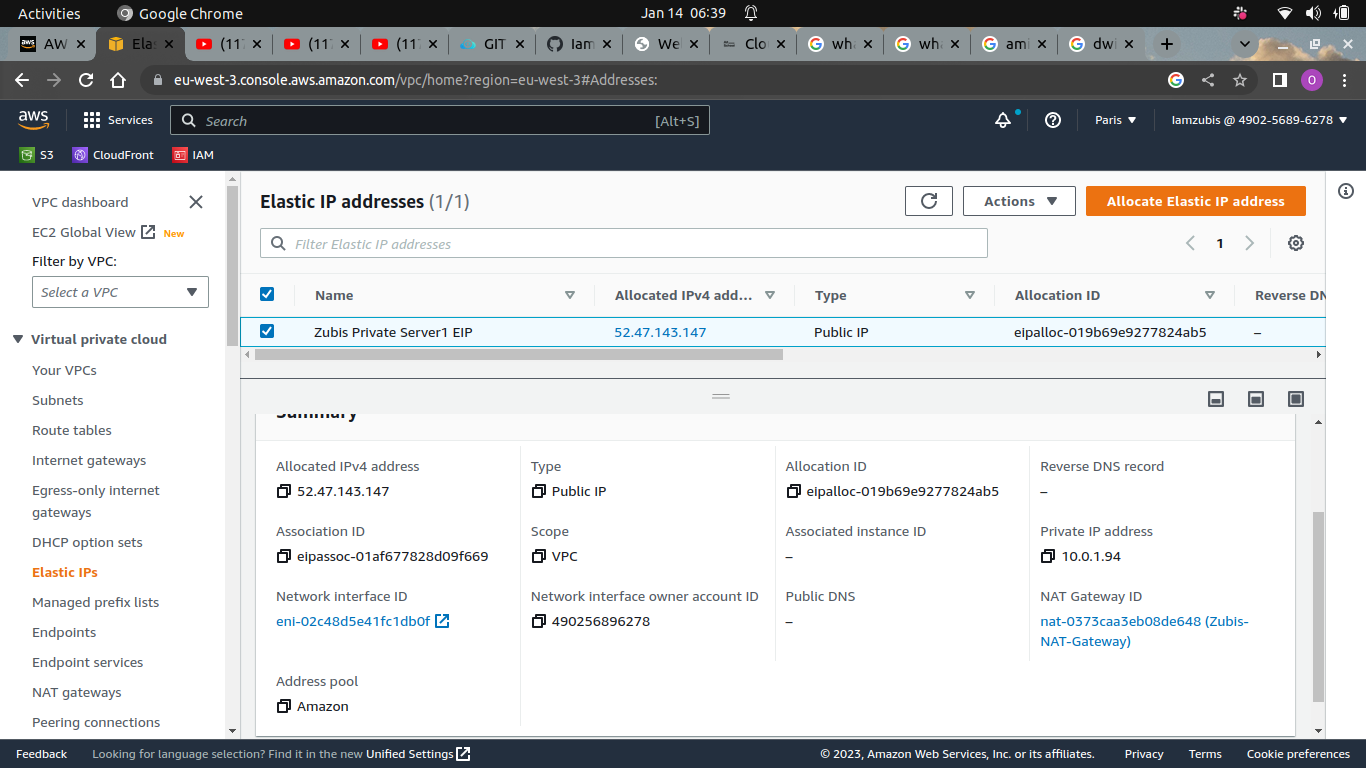 Activities
Google Chrome
Jan 14 06:39
AW
Ela
(117
(117
(117
GIT
Iam
Wel
Clo
wha
wha
ami
dwl
eu-west-3.console.aws.amazon.com/vpc/home?region=eu-west-3#Addresses:
O
aws
Services
Search
[Alt+S]
Paris
Iamzubis @ 4902-5689-6278
S3
CloudFront
IAM
VPC dashboard
EC2 Global View
New
Filter by VPC:
Select a VPC
Virtual private cloud
Your VPCs
Subnets
Route tables
Internet gateways
Egress-only internet
gateways
DHCP option sets
Elastic IPs
Managed prefix lists
Endpoints
Endpoint services
NAT gateways
Peering connections
Elastic IP addresses (1/1)
Actions
Allocate Elastic IP address
Filter Elastic IP addresses
1
Name
Allocated IPv4 add...
Type
Allocation ID
Reverse DN
Zubis Private Server1 EIP
52.47.143.147
Public IP
eipalloc-019b69e9277824ab5
–
Summary
Allocated IPv4 address
52.47.143.147
Type
Public IP
Allocation ID
eipalloc-019b69e9277824ab5
Reverse DNS record
–
Association ID
eipassoc-01af677828d09f669
Scope
VPC
Associated instance ID
–
Private IP address
10.0.1.94
Network interface ID
eni-02c48d5e41fc1db0f
Network interface owner account ID
490256896278
Public DNS
–
NAT Gateway ID
nat-0373caa3eb08de648 (Zubis-
NAT-Gateway)
Address pool
Amazon
Feedback
Looking for language selection? Find it in the new Unified Settings
© 2023, Amazon Web Services, Inc. or its affiliates.
Privacy
Terms
Cookie preferences